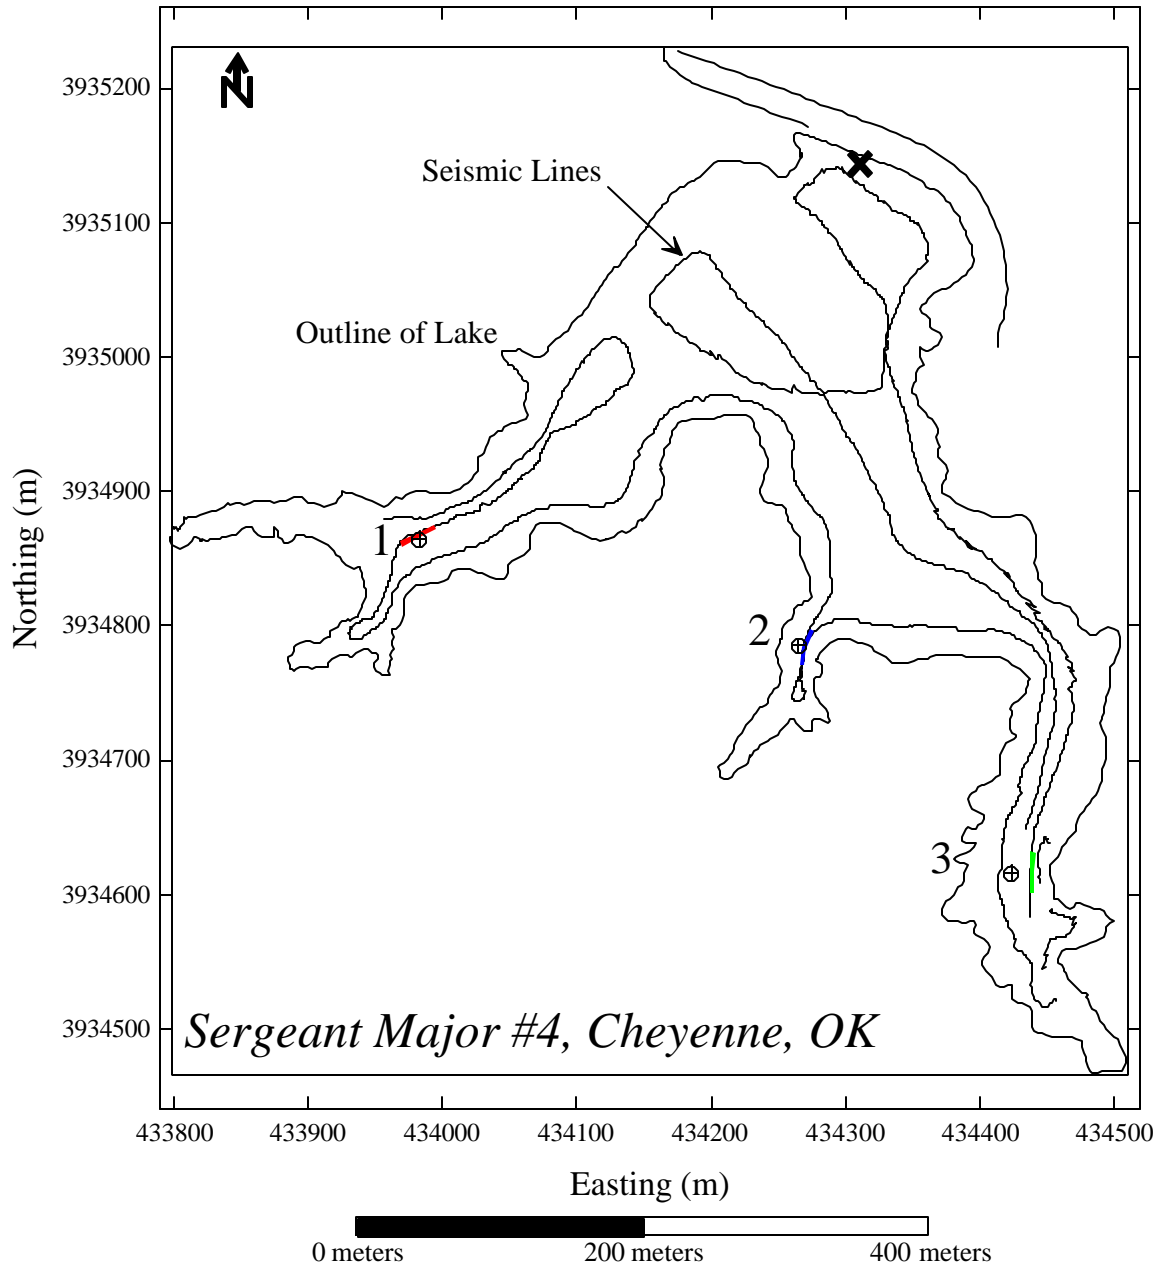 N
3935200
Seismic Lines
3935100
Outline of Lake
3935000
3934900
1
3934800
2
3934700
3
3934600
Sergeant Major #4, Cheyenne, OK
3934500
Northing (m)
433800 433900 434000 434100 434200 434300 434400 434500
Easting (m)
0 meters 200 meters 400 meters